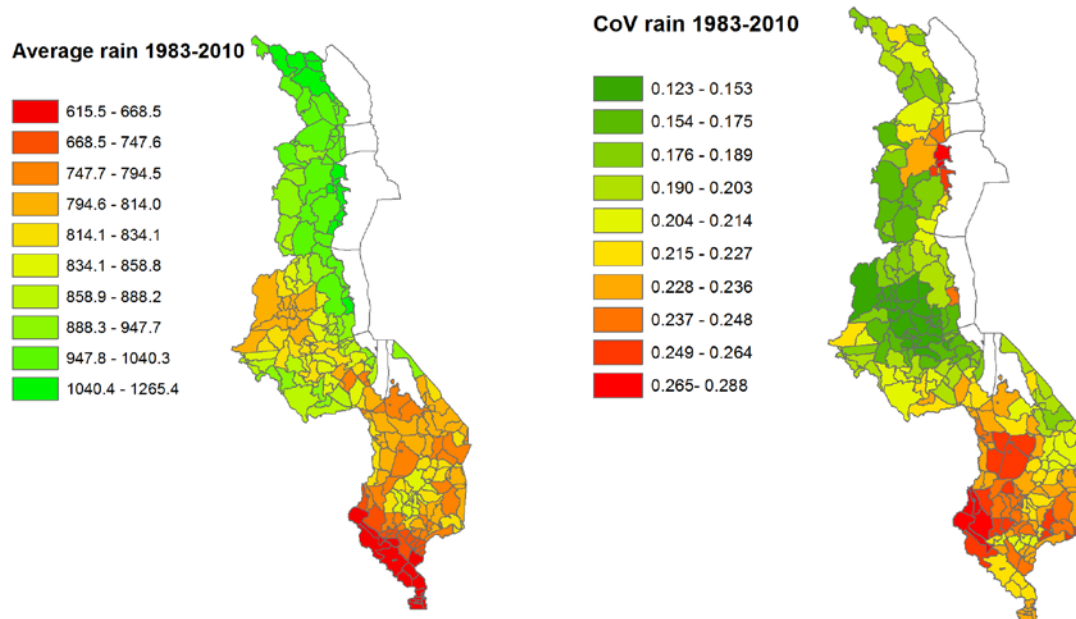 Average rain 1983-2010
615.5 - 668.5
668.5 - 747.6
747.7 - 794.5
794.6 - 814.0
814.1 - 834.1
834.1 - 858.8
858.9 - 888.2
888.3 - 947.7
947.8 - 1040.3
1040.4 - 1265.4
CoV rain 1983-2010
0.123 - 0.153
0.154 - 0.175
0.176 - 0.189
0.190 - 0.203
0.204 - 0.214
0.215 - 0.227
0.228 - 0.236
0.237 - 0.248
0.249 - 0.264
0.265- 0.288